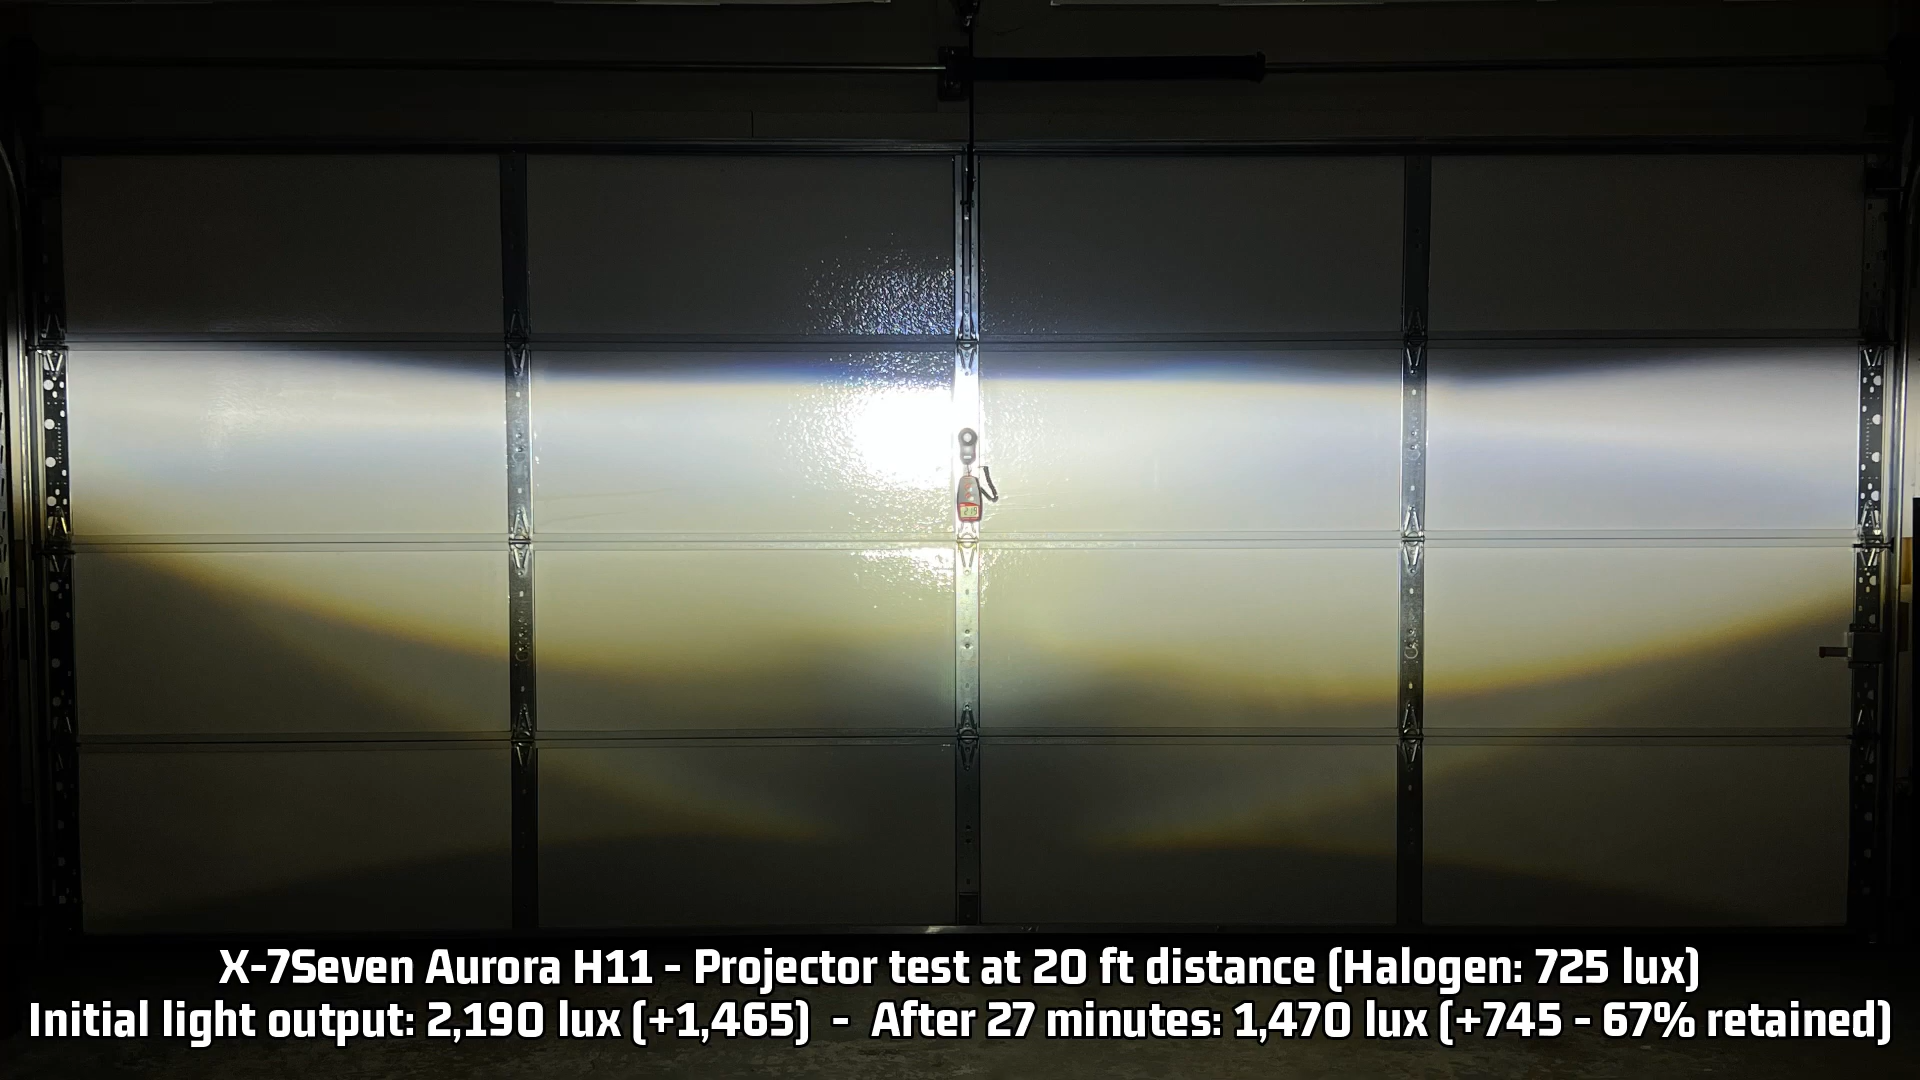 219
X-7Seven Aurora H11 - Projector test at 20 ft distance (Halogen: 725 lux)
Initial light output: 2,190 lux (+1,465) - After 27 minutes: 1,470 lux (+745 - 67% retained)